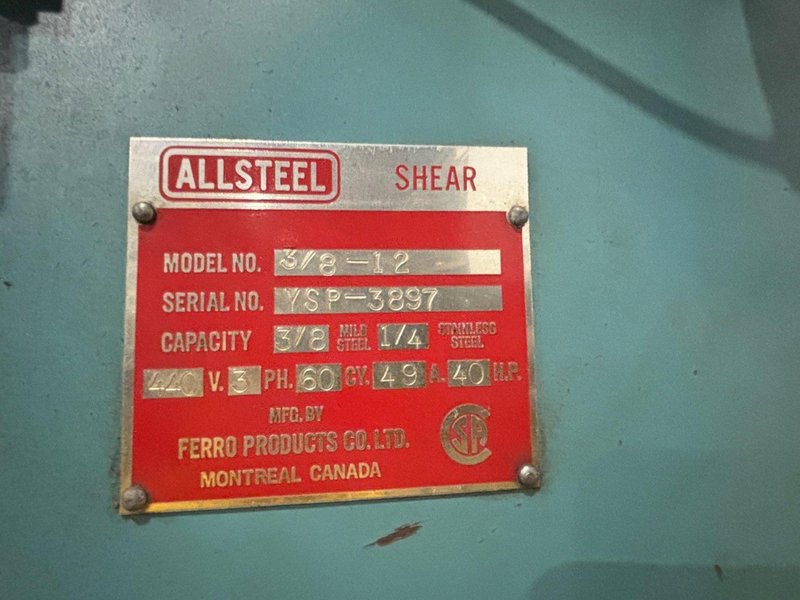 ALLSTEEL SHEAR
MODEL NO. 3/8-12
SERIAL NO. YSP-3897
CAPACITY 3/8 MILD STEEL 1/4 STAINLESS STEEL
440 V. 3 PH. 60 CY. 49 A. 40 H.P.
MFG. BY
FERRO PRODUCTS CO. LTD.
MONTREAL CANADA
CSA